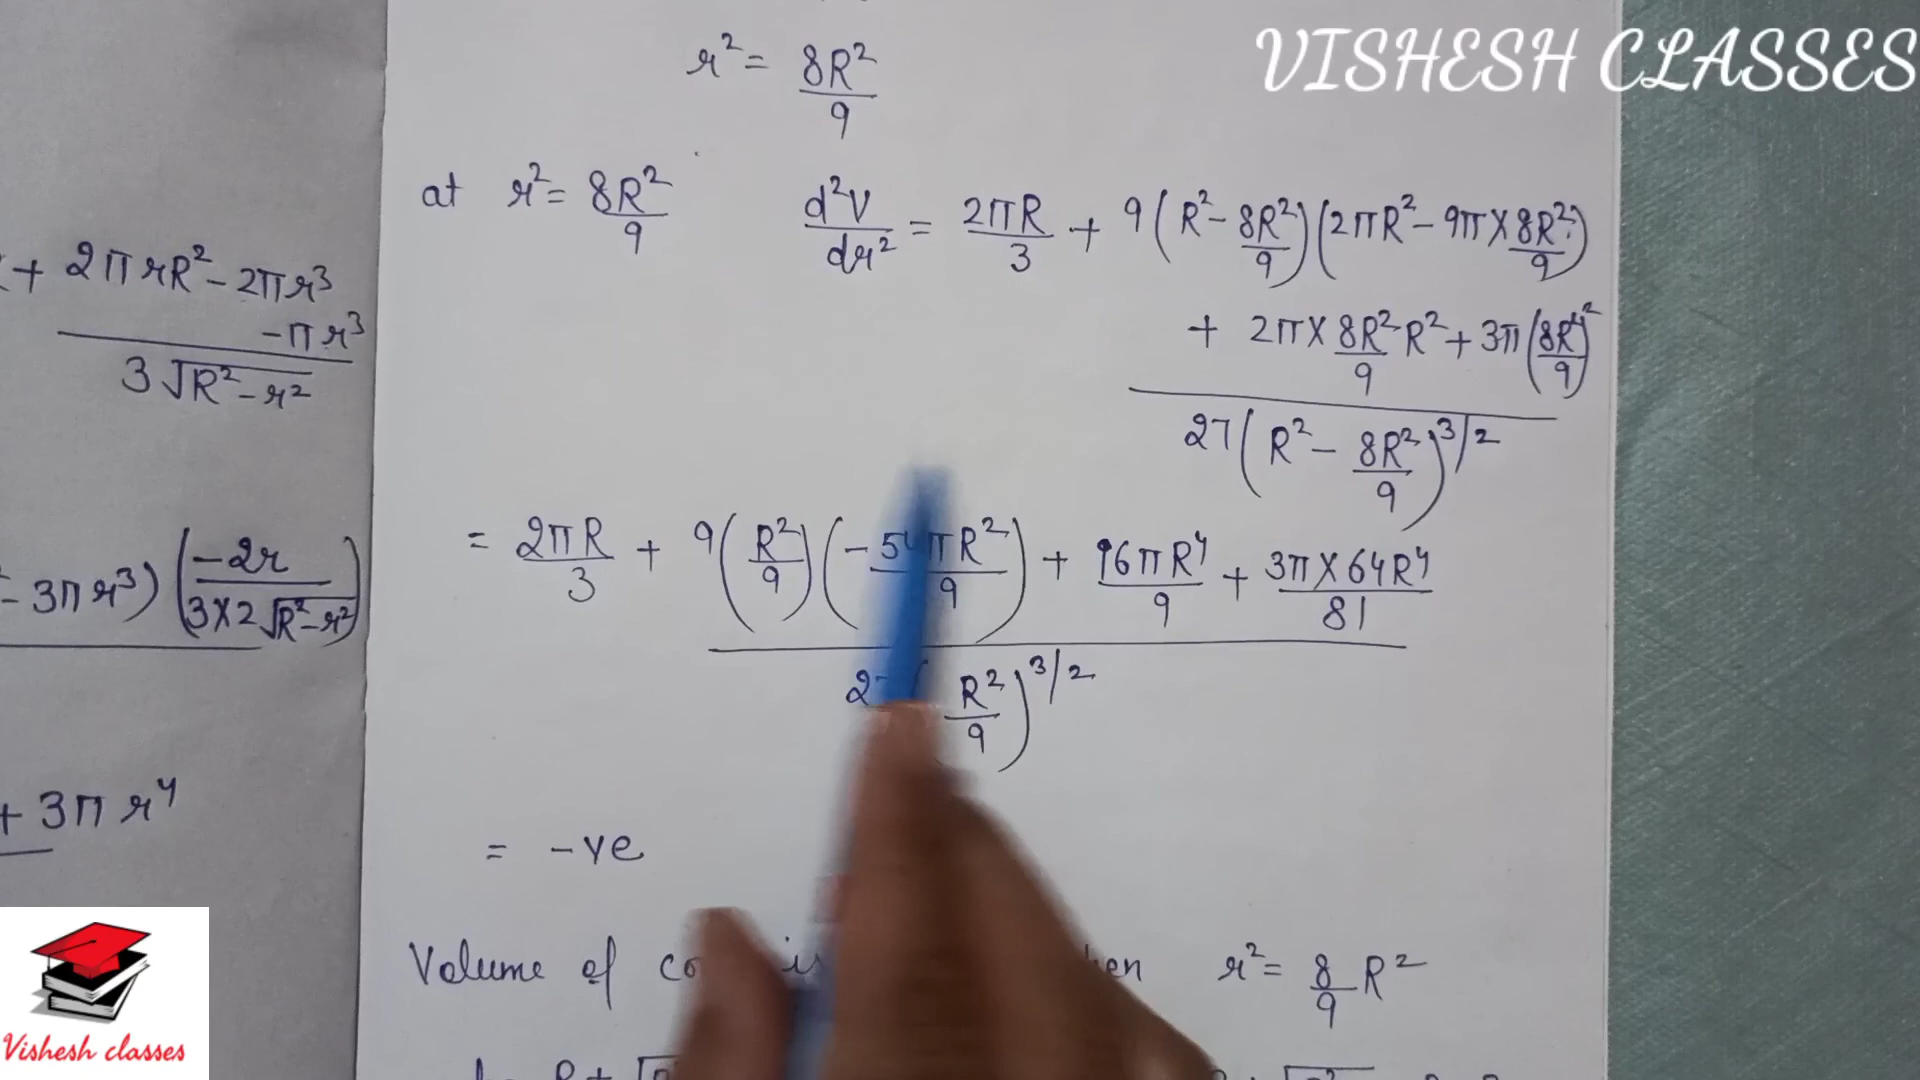 VISHESH CLASSES
r² = 8R²/9
at r² = 8R²/9 d²V/dr² = 2πR/3 + 9(R² - 8R²/9)(2πR² - 9π×8R²/9)
+ 2π×8R²/9 R² + 3π(8R²/9)²
27(R² - 8R²/9)^3/2
= 2πR/3 + 9(R²/9)(-54πR²/9) + 16πR⁴/9 + 3π×64R⁴/81
R²/9)^3/2
= -ve
Volume of r² = 8/9 R²
+ 2πrR² - 2πr³
-πr³
3√R²-r²
- 3πr³)(-2r/3×2√R²-r²)
+ 3πr⁴
Vishesh classes